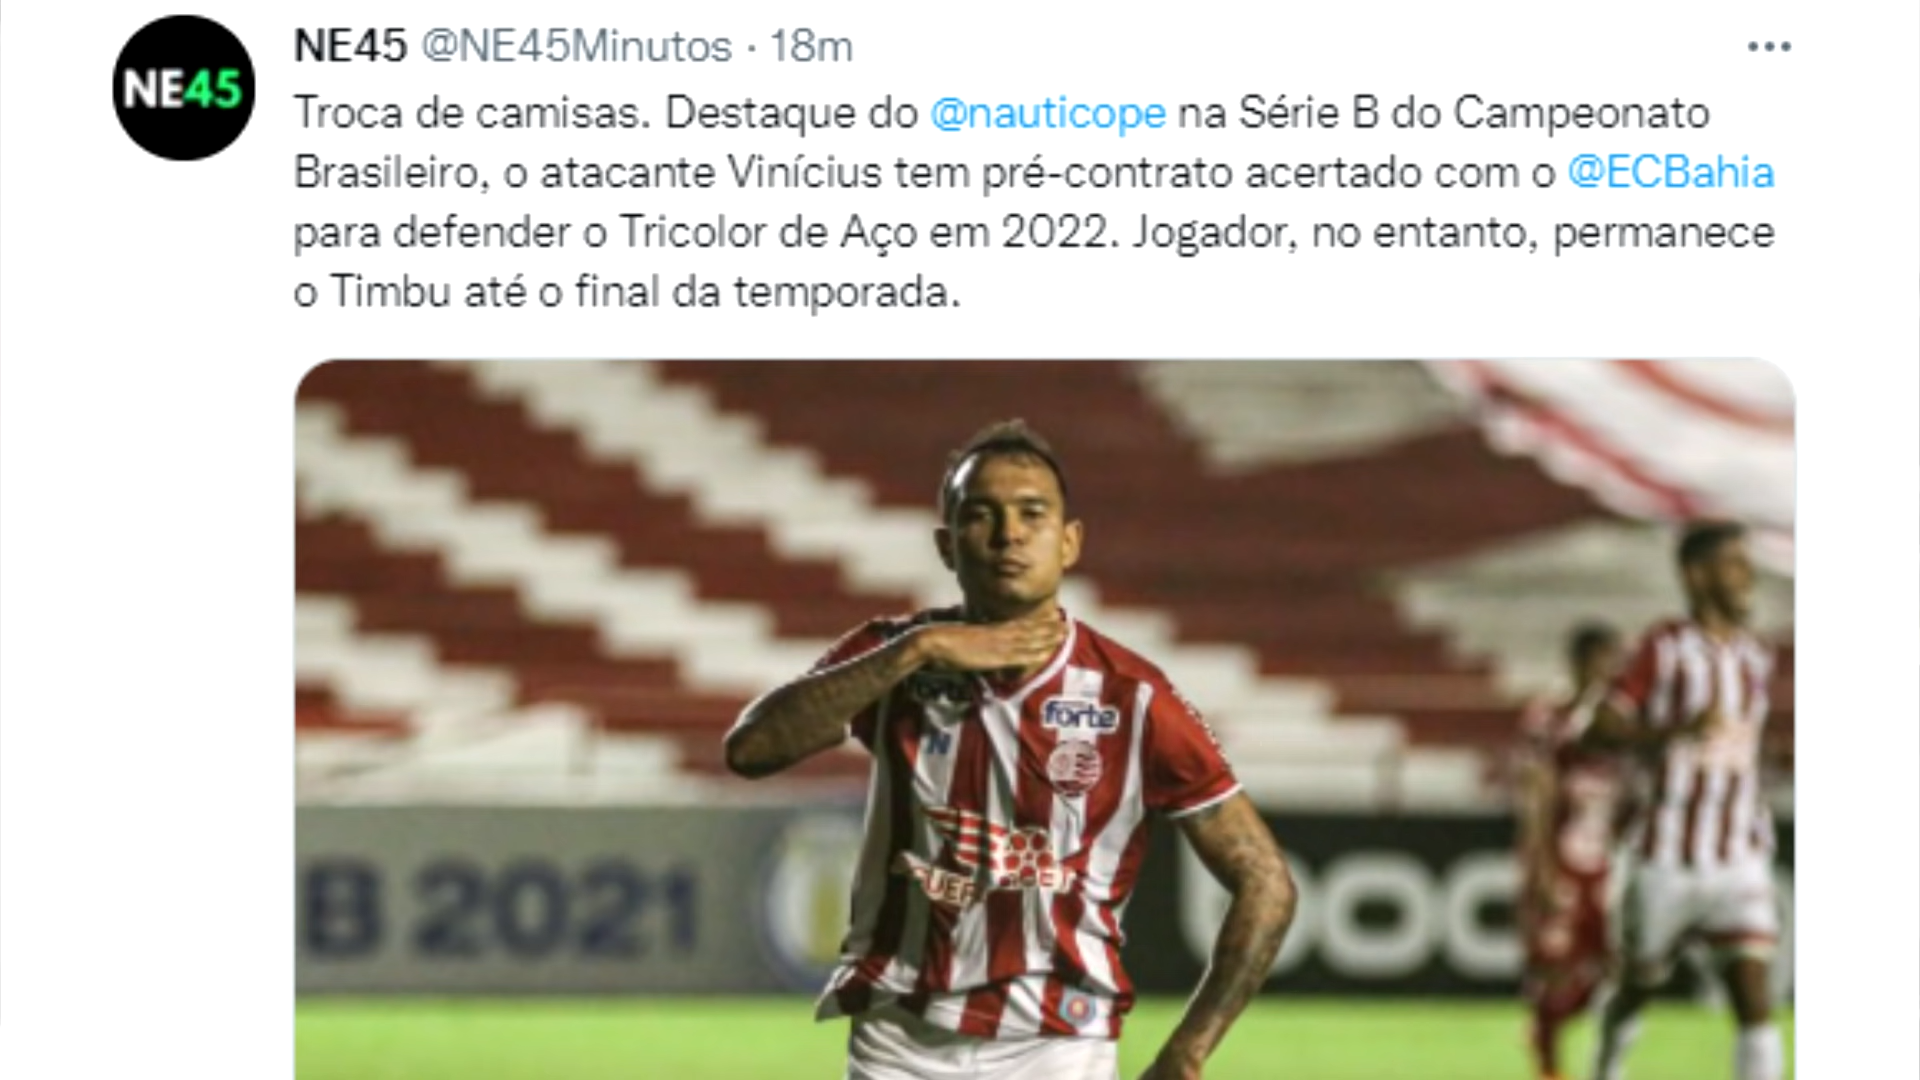 NE45 @NE45Minutos · 18m
NE45
Troca de camisas. Destaque do @nauticope na Série B do Campeonato
Brasileiro, o atacante Vinícius tem pré-contrato acertado com o @ECBahia
para defender o Tricolor de Aço em 2022. Jogador, no entanto, permanece
o Timbu até o final da temporada.
forte
N
B 2021